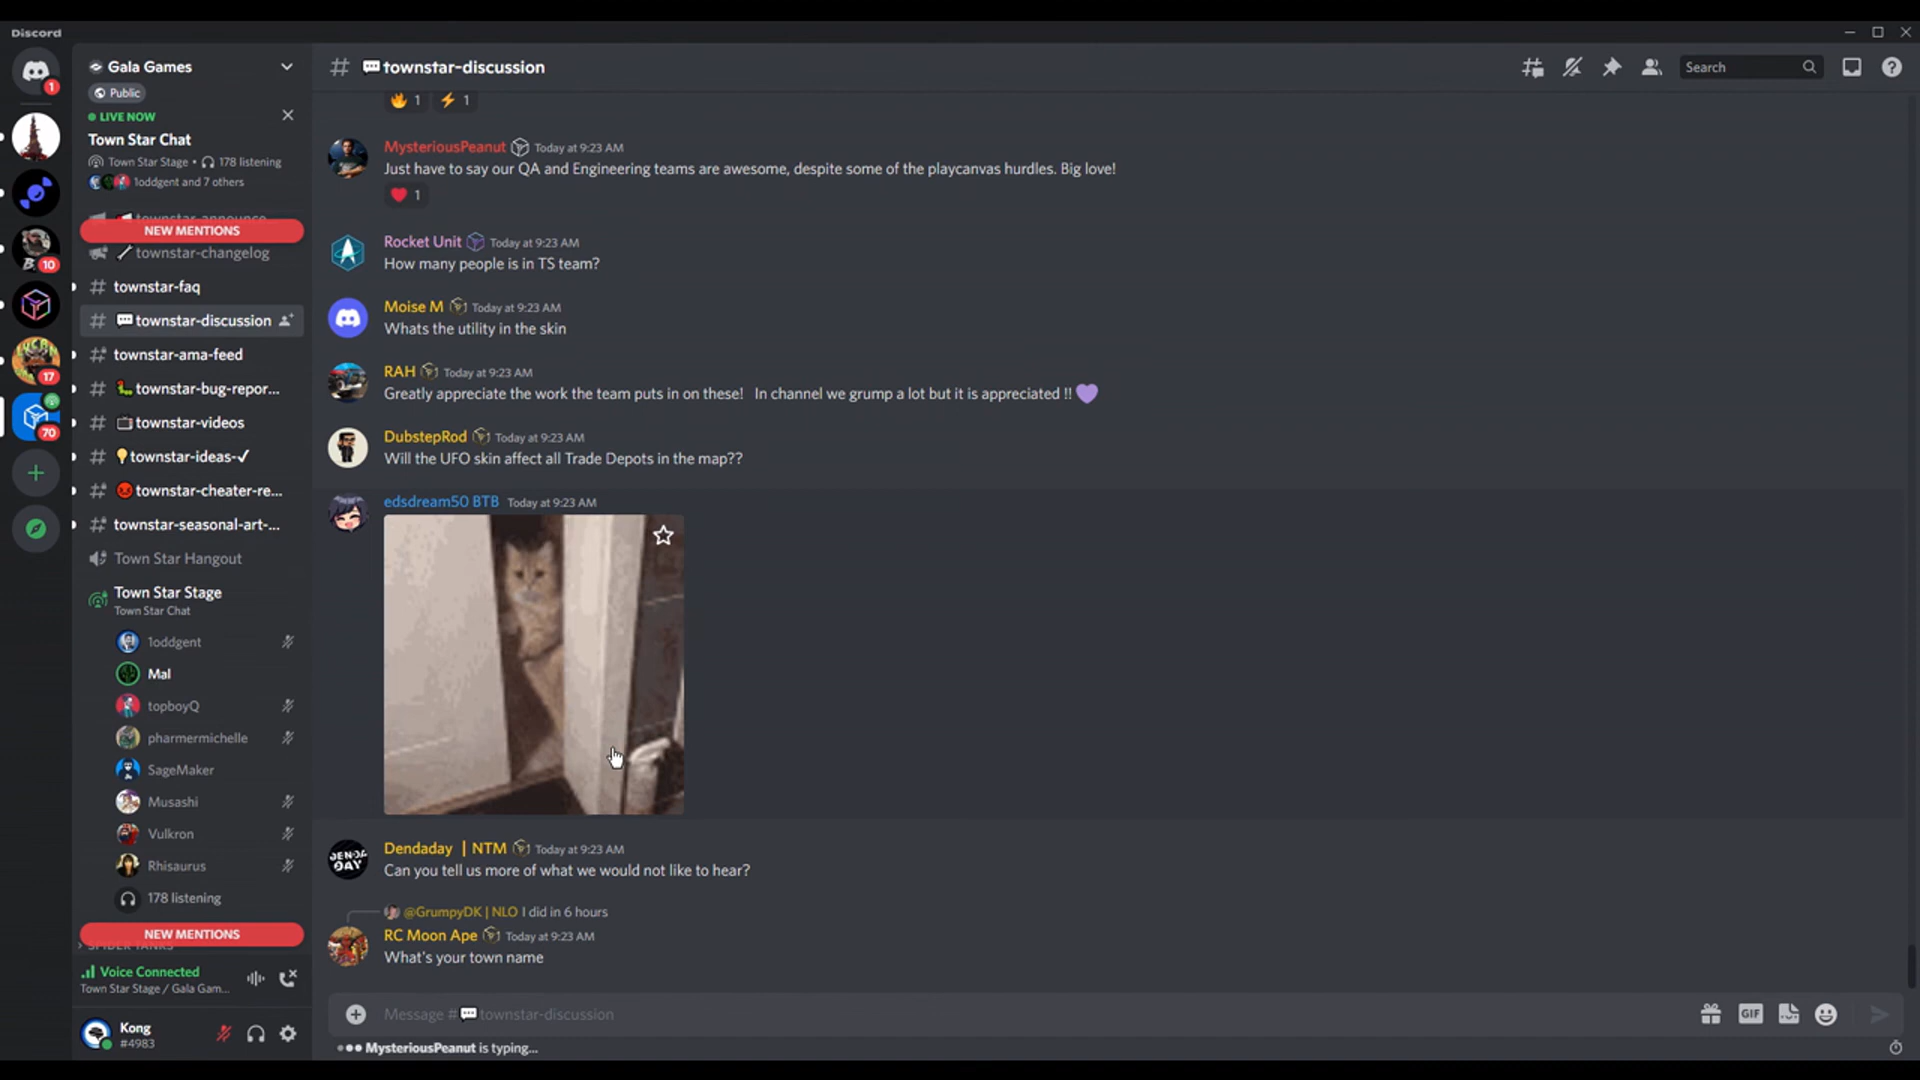 Discord
1
10
17
70
Gala Games
Public
LIVE NOW
Town Star Chat
Town Star Stage • 178 listening
1oddgent and 7 others
townstar-announce
NEW MENTIONS
townstar-changelog
townstar-faq
townstar-discussion
townstar-ama-feed
townstar-bug-repor...
townstar-videos
townstar-ideas-✓
townstar-cheater-re...
townstar-seasonal-art-...
Town Star Hangout
Town Star Stage
Town Star Chat
1oddgent
Mal
topboyQ
pharmermichelle
SageMaker
Musashi
Vulkron
Rhisaurus
178 listening
NEW MENTIONS
SPIDER TANKS
Voice Connected
Town Star Stage / Gala Gam...
Kong
#4983
# townstar-discussion
Search
1 1
MysteriousPeanut Today at 9:23 AM
Just have to say our QA and Engineering teams are awesome, despite some of the playcanvas hurdles. Big love!
1
Rocket Unit Today at 9:23 AM
How many people is in TS team?
Moise M Today at 9:23 AM
Whats the utility in the skin
RAH Today at 9:23 AM
Greatly appreciate the work the team puts in on these! In channel we grump a lot but it is appreciated !!
DubstepRod Today at 9:23 AM
Will the UFO skin affect all Trade Depots in the map??
edsdream50 BTB Today at 9:23 AM
DENDA DAY
Dendaday | NTM Today at 9:23 AM
Can you tell us more of what we would not like to hear?
@GrumpyDK | NLO I did in 6 hours
RC Moon Ape Today at 9:23 AM
What's your town name
Message # townstar-discussion
GIF
MysteriousPeanut is typing...